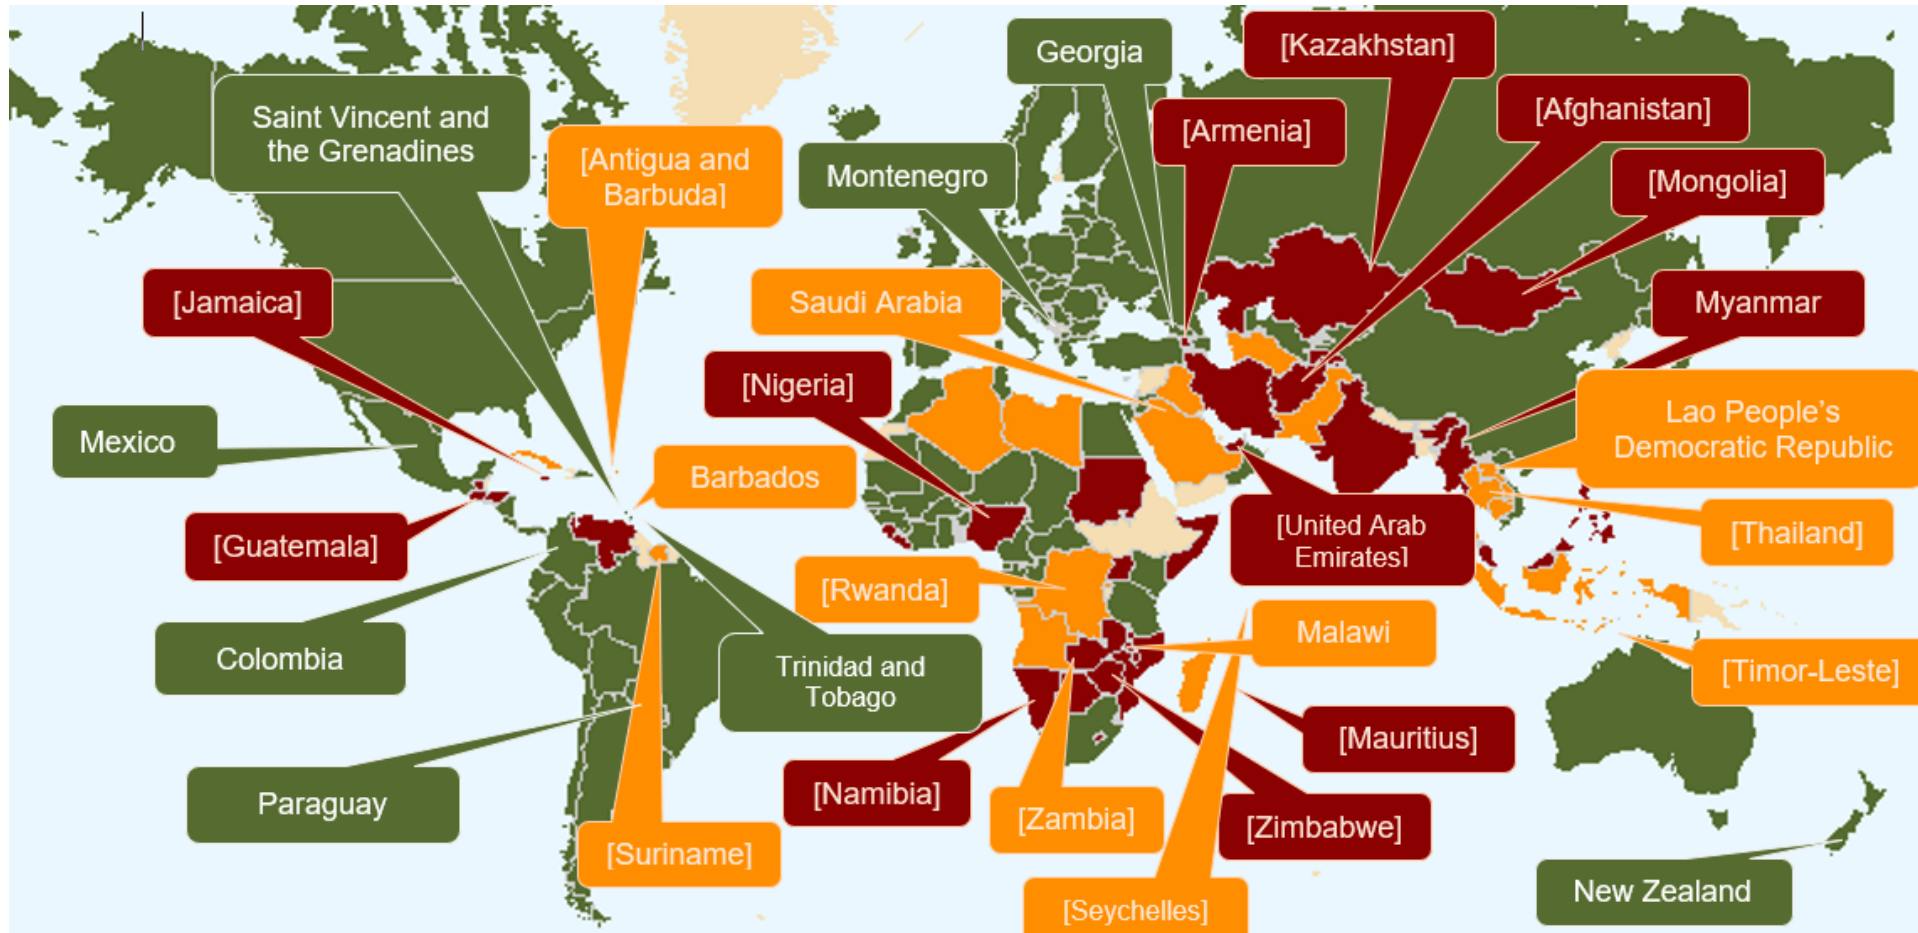 Georgia
[Kazakhstan]
Saint Vincent and
the Grenadines
[Antigua and
Barbuda]
Montenegro
[Armenia]
[Afghanistan]
[Mongolia]
[Jamaica]
Saudi Arabia
Myanmar
[Nigeria]
Mexico
Barbados
Lao People’s
Democratic Republic
[Guatemala]
[United Arab
Emirates]
[Thailand]
[Rwanda]
Malawi
Colombia
Trinidad and
Tobago
[Timor-Leste]
[Mauritius]
Paraguay
[Namibia]
[Zambia]
[Zimbabwe]
[Suriname]
[Seychelles]
New Zealand